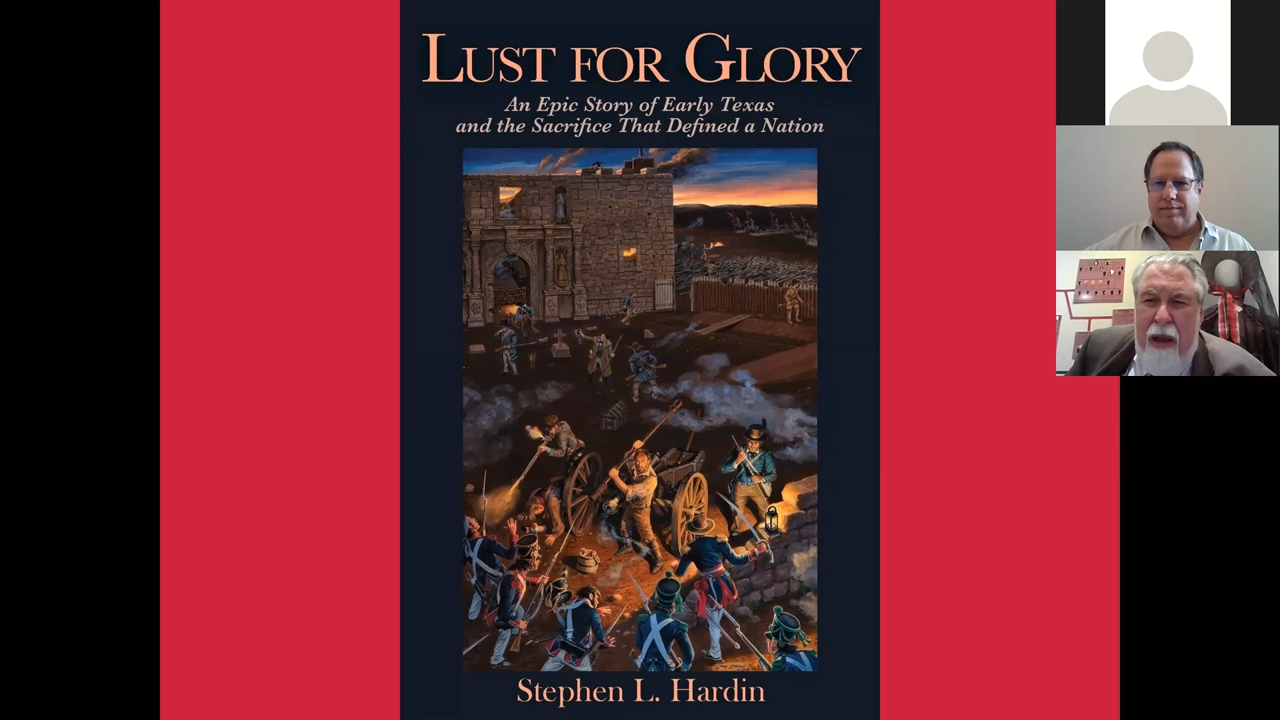 LUST FOR GLORY
An Epic Story of Early Texas
and the Sacrifice That Defined a Nation
Stephen L. Hardin